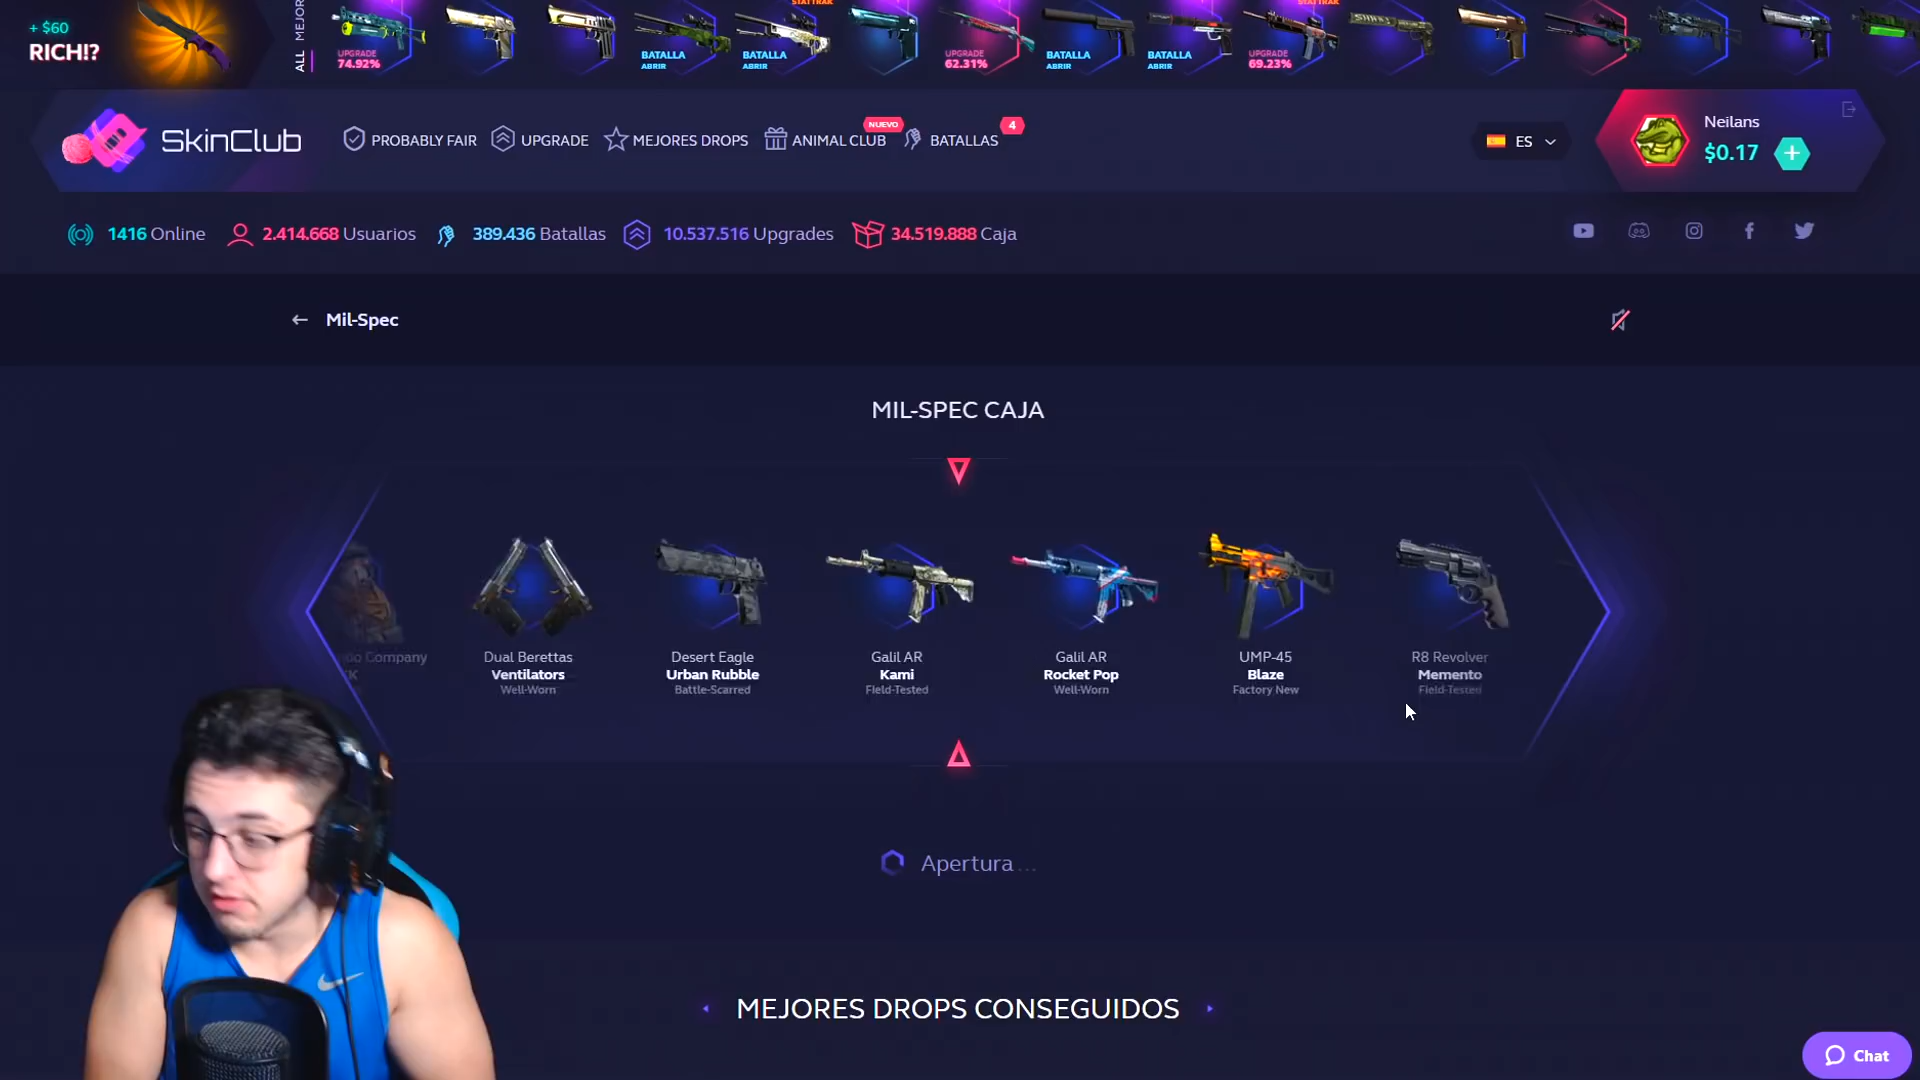 + $60
RICH!?
ALL
MEJOR
UPGRADE
74.92%
BATALLA
ABRIR
STATTRAK
BATALLA
ABRIR
UPGRADE
62.31%
BATALLA
ABRIR
BATALLA
ABRIR
STATTRAK
UPGRADE
69.23%
SkinClub
PROBABLY FAIR
UPGRADE
MEJORES DROPS
NUEVO
ANIMAL CLUB
BATALLAS
4
ES
Neilans
$0.17
1416 Online
2.414.668 Usuarios
389.436 Batallas
10.537.516 Upgrades
34.519.888 Caja
← Mil-Spec
MIL-SPEC CAJA
Company
Dual Berettas
Ventilators
Well-Worn
Desert Eagle
Urban Rubble
Battle-Scarred
Galil AR
Kami
Field-Tested
Galil AR
Rocket Pop
Well-Worn
UMP-45
Blaze
Factory New
R8 Revolver
Memento
Field-Tested
Apertura...
MEJORES DROPS CONSEGUIDOS
Chat